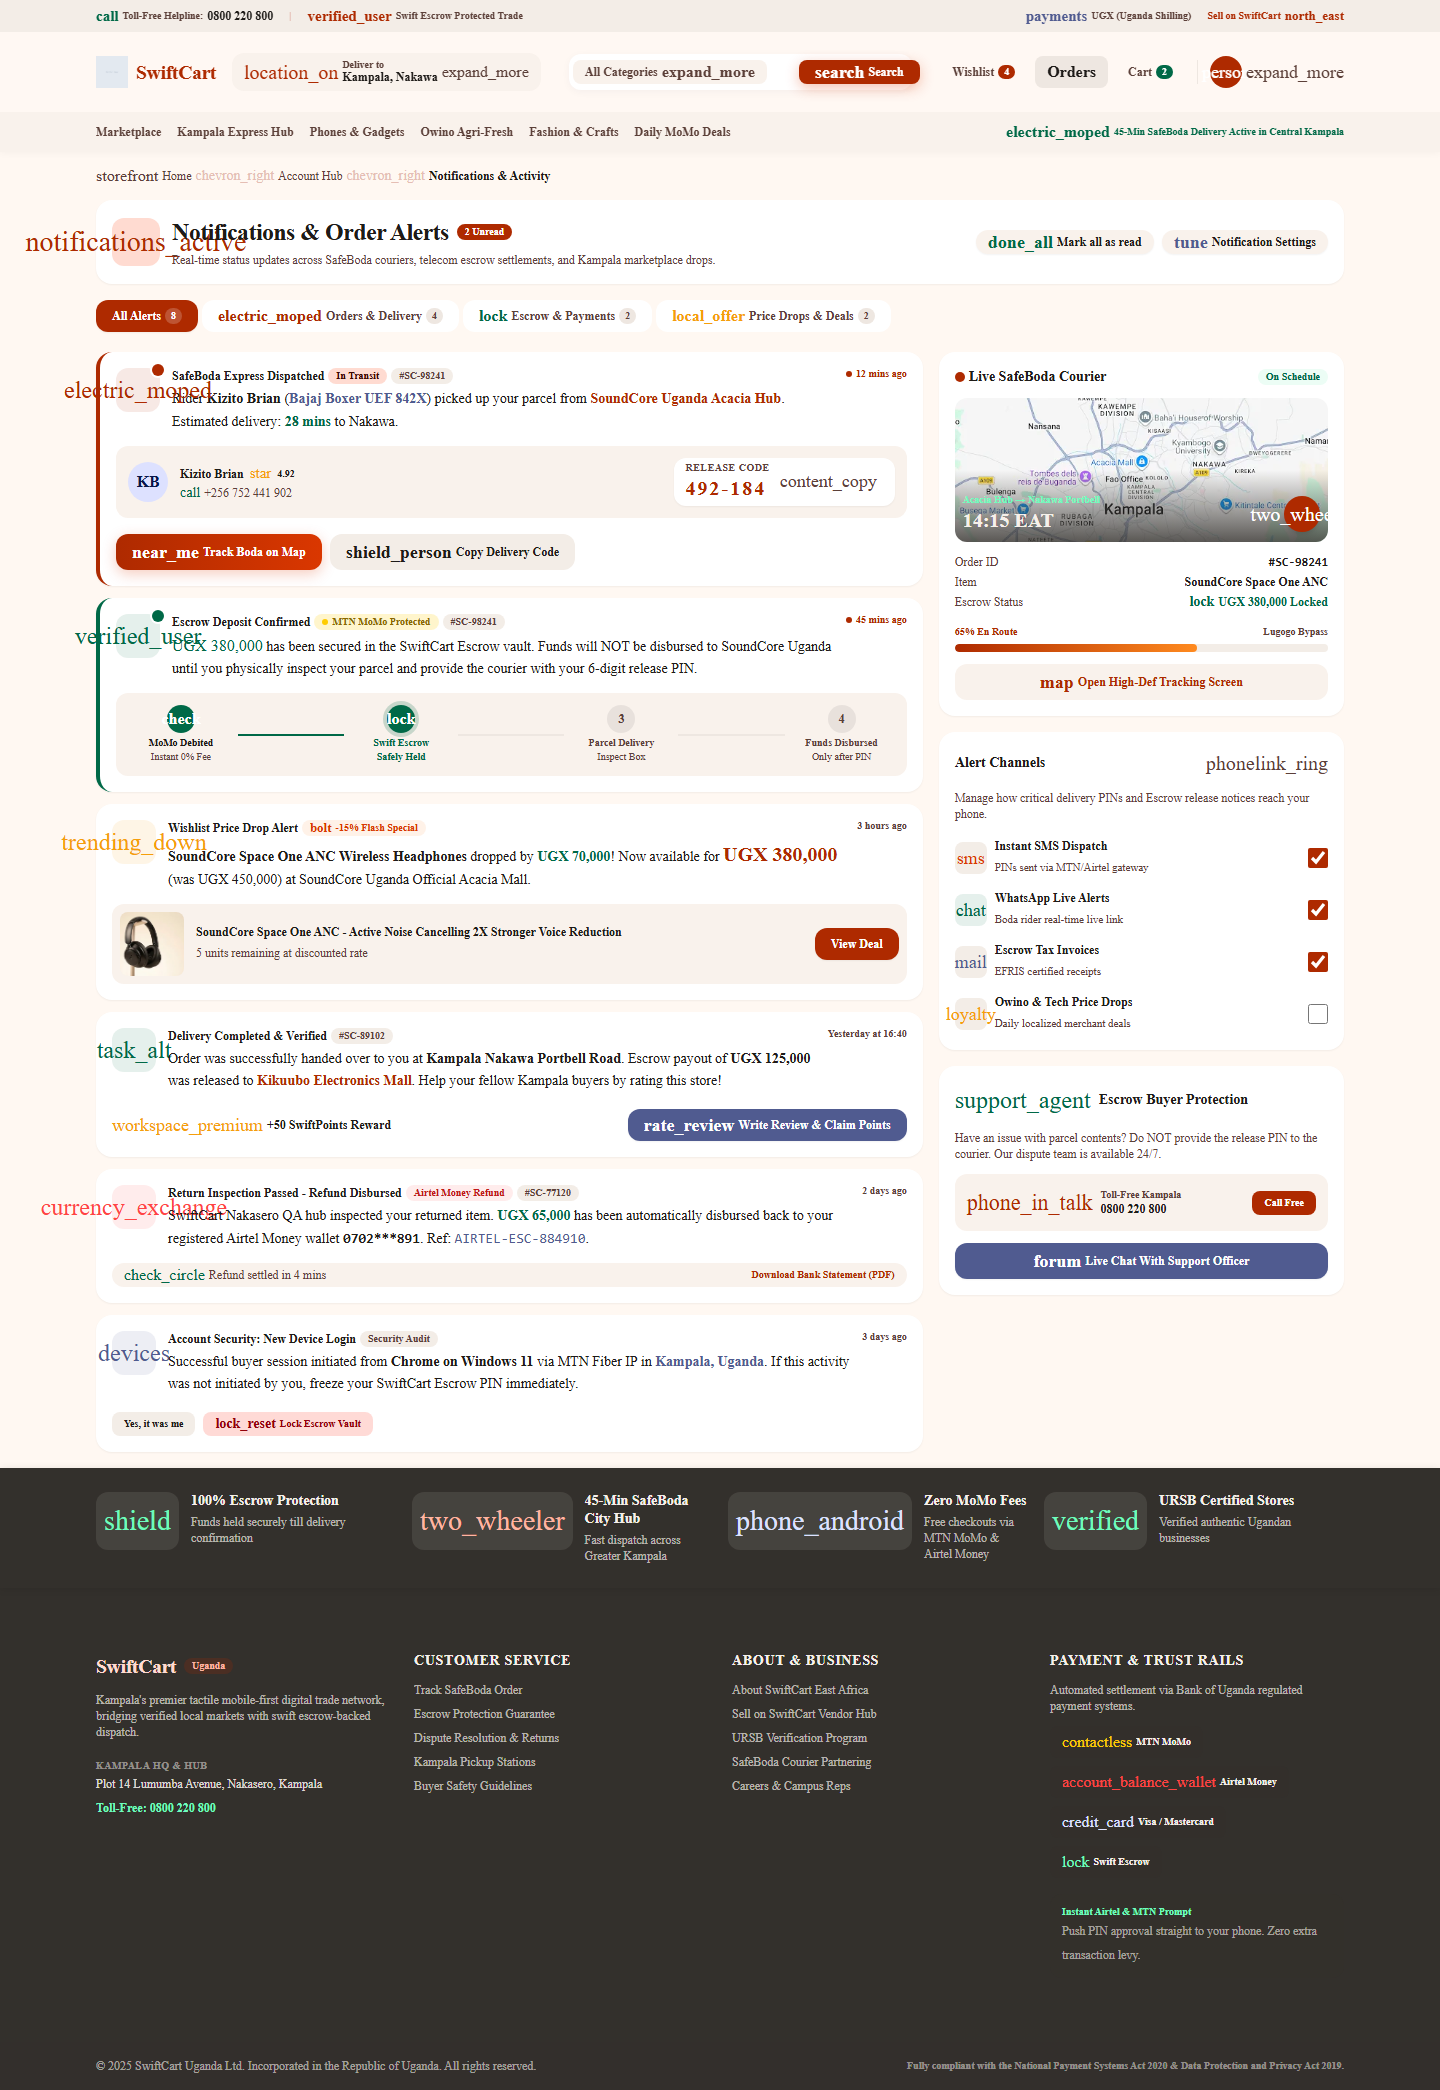 call Toll-Free Helpline: 0800 220 800 | verified_user Swift Escrow Protected Trade
payments UGX (Uganda Shilling) Sell on SwiftCart north_east
SwiftCart
location_on Deliver to
Kampala, Nakawa expand_more
All Categories expand_more
search Search
Wishlist 4
Orders
Cart 2
expand_more
Marketplace Kampala Express Hub Phones & Gadgets Owino Agri-Fresh Fashion & Crafts Daily MoMo Deals
electric_moped 45-Min SafeBoda Delivery Active in Central Kampala
storefront Home chevron_right Account Hub chevron_right Notifications & Activity
notifications_active
Notifications & Order Alerts 2 Unread
Real-time status updates across SafeBoda couriers, telecom escrow settlements, and Kampala marketplace drops.
done_all Mark all as read
tune Notification Settings
All Alerts 8
electric_moped Orders & Delivery 4
lock Escrow & Payments 2
local_offer Price Drops & Deals 2
electric_moped
SafeBoda Express Dispatched In Transit #SC-98241
12 mins ago
Rider Kizito Brian (Bajaj Boxer UEF 842X) picked up your parcel from SoundCore Uganda Acacia Hub.
Estimated delivery: 28 mins to Nakawa.
KB
Kizito Brian star 4.92
call +256 752 441 902
RELEASE CODE
492-184 content_copy
near_me Track Boda on Map
shield_person Copy Delivery Code
verified_user
Escrow Deposit Confirmed MTN MoMo Protected #SC-98241
45 mins ago
UGX 380,000 has been secured in the SwiftCart Escrow vault. Funds will NOT be disbursed to SoundCore Uganda
until you physically inspect your parcel and provide the courier with your 6-digit release PIN.
check
MoMo Debited
Instant 0% Fee
lock
Swift Escrow
Safely Held
3
Parcel Delivery
Inspect Box
4
Funds Disbursed
Only after PIN
trending_down
Wishlist Price Drop Alert bolt -15% Flash Special
3 hours ago
SoundCore Space One ANC Wireless Headphones dropped by UGX 70,000! Now available for UGX 380,000
(was UGX 450,000) at SoundCore Uganda Official Acacia Mall.
SoundCore Space One ANC - Active Noise Cancelling 2X Stronger Voice Reduction
5 units remaining at discounted rate
View Deal
task_alt
Delivery Completed & Verified #SC-89102
Yesterday at 16:40
Order was successfully handed over to you at Kampala Nakawa Portbell Road. Escrow payout of UGX 125,000
was released to Kikuubo Electronics Mall. Help your fellow Kampala buyers by rating this store!
workspace_premium +50 SwiftPoints Reward
rate_review Write Review & Claim Points
currency_exchange
Return Inspection Passed - Refund Disbursed Airtel Money Refund #SC-77120
2 days ago
SwiftCart Nakasero QA hub inspected your returned item. UGX 65,000 has been automatically disbursed back to your
registered Airtel Money wallet 0702***891. Ref: AIRTEL-ESC-884910.
check_circle Refund settled in 4 mins
Download Bank Statement (PDF)
devices
Account Security: New Device Login Security Audit
3 days ago
Successful buyer session initiated from Chrome on Windows 11 via MTN Fiber IP in Kampala, Uganda. If this activity
was not initiated by you, freeze your SwiftCart Escrow PIN immediately.
Yes, it was me
lock_reset Lock Escrow Vault
Live SafeBoda Courier
On Schedule
KAWEMPE
DIVISION
Baha'i House of Worship
Nansana
KISAASI
Kyambogo
University
Nama
BWEYOGERERE
Acacia Mall
NAKAWA
KIREKA
Tombes des
rois de Buganda
Fao Office
KOLOLO
KAMPALA
CENTRAL
DIVISION
Bulenga
Acacia Hub — Nakawa Portbell
Busega Market
Kampala
Kitintale
14:15 EAT
RUBAGA
DIVISION
two_whee
Order ID #SC-98241
Item SoundCore Space One ANC
Escrow Status lock UGX 380,000 Locked
65% En Route Lugogo Bypass
map Open High-Def Tracking Screen
Alert Channels phonelink_ring
Manage how critical delivery PINs and Escrow release notices reach your
phone.
sms
Instant SMS Dispatch
PINs sent via MTN/Airtel gateway
chat
WhatsApp Live Alerts
Boda rider real-time live link
mail
Escrow Tax Invoices
EFRIS certified receipts
loyalty
Owino & Tech Price Drops
Daily localized merchant deals
support_agent Escrow Buyer Protection
Have an issue with parcel contents? Do NOT provide the release PIN to the
courier. Our dispute team is available 24/7.
phone_in_talk Toll-Free Kampala
0800 220 800
Call Free
forum Live Chat With Support Officer
shield
100% Escrow Protection
Funds held securely till delivery
confirmation
two_wheeler
45-Min SafeBoda
City Hub
Fast dispatch across
Greater Kampala
phone_android
Zero MoMo Fees
Free checkouts via
MTN MoMo &
Airtel Money
verified
URSB Certified Stores
Verified authentic Ugandan
businesses
SwiftCart Uganda
Kampala's premier tactile mobile-first digital trade network,
bridging verified local markets with swift escrow-backed
dispatch.
KAMPALA HQ & HUB
Plot 14 Lumumba Avenue, Nakasero, Kampala
Toll-Free: 0800 220 800
CUSTOMER SERVICE
Track SafeBoda Order
Escrow Protection Guarantee
Dispute Resolution & Returns
Kampala Pickup Stations
Buyer Safety Guidelines
ABOUT & BUSINESS
About SwiftCart East Africa
Sell on SwiftCart Vendor Hub
URSB Verification Program
SafeBoda Courier Partnering
Careers & Campus Reps
PAYMENT & TRUST RAILS
Automated settlement via Bank of Uganda regulated
payment systems.
contactless MTN MoMo
account_balance_wallet Airtel Money
credit_card Visa / Mastercard
lock Swift Escrow
Instant Airtel & MTN Prompt
Push PIN approval straight to your phone. Zero extra
transaction levy.
© 2025 SwiftCart Uganda Ltd. Incorporated in the Republic of Uganda. All rights reserved.
Fully compliant with the National Payment Systems Act 2020 & Data Protection and Privacy Act 2019.